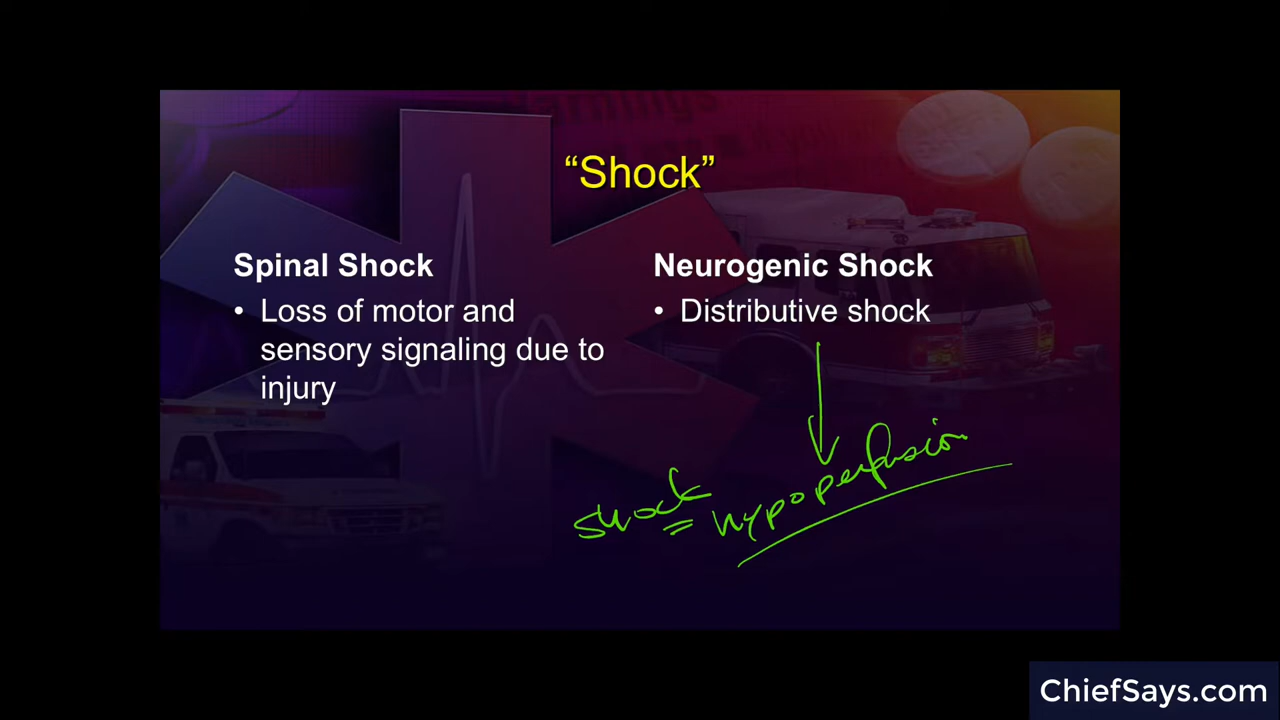 “Shock”
Spinal Shock
• Loss of motor and
sensory signaling due to
injury
Neurogenic Shock
• Distributive shock
shock = hypoperfusion
ChiefSays.com